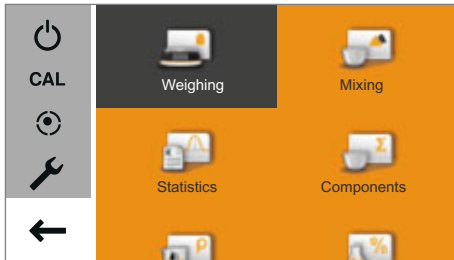 CAL
Weighing
Mixing
Statistics
Components
Σ
ρ
%